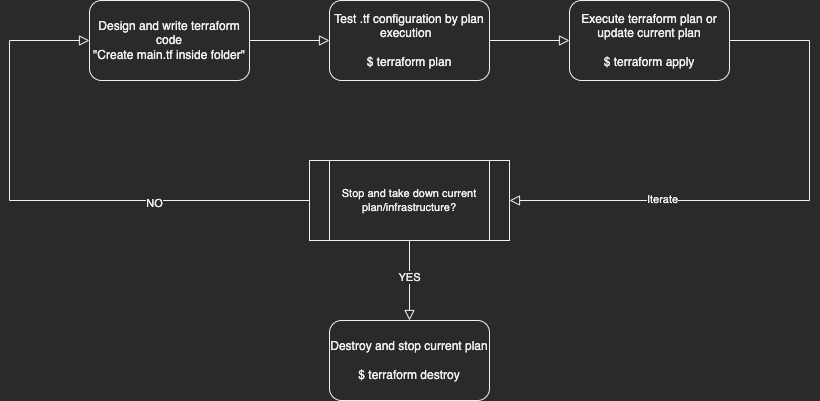 Design and write terraform
code
"Create main.tf inside folder"
Test .tf configuration by plan
execution
$ terraform plan
Execute terraform plan or
update current plan
$ terraform apply
Stop and take down current
plan/infrastructure?
NO
Iterate
YES
Destroy and stop current plan
$ terraform destroy